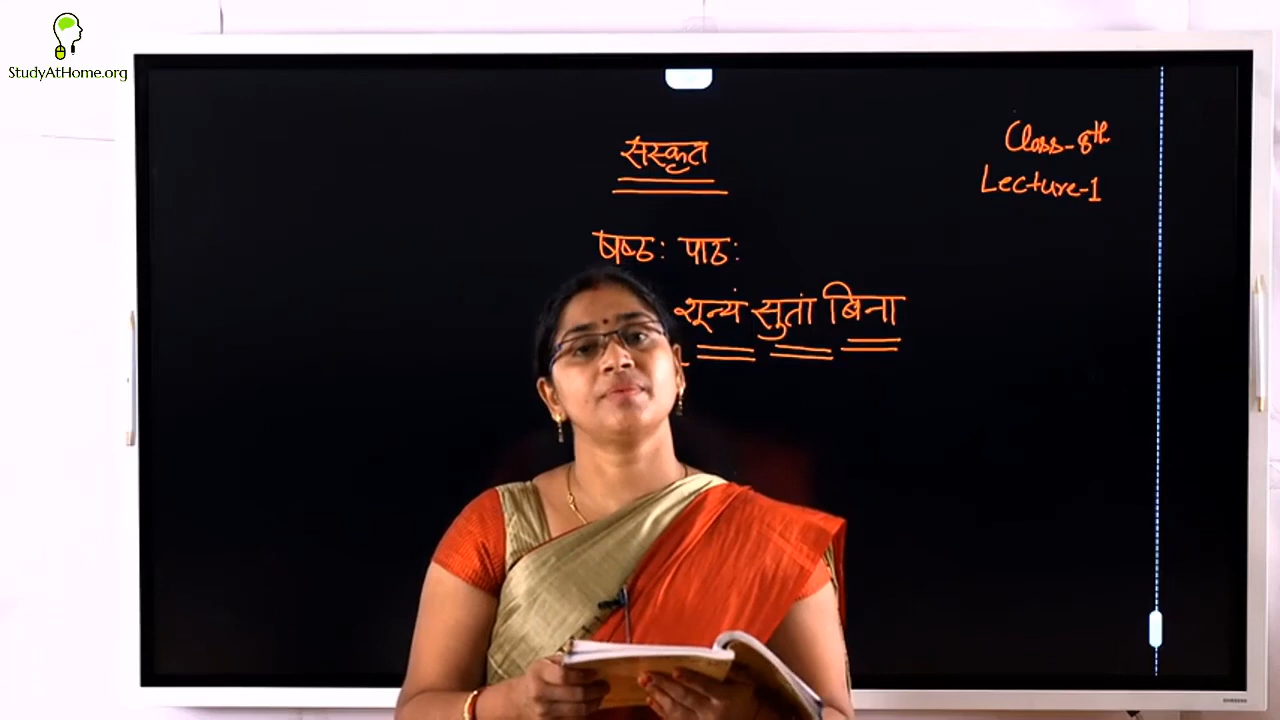 StudyAtHome.org
संस्कृत
Class-8th
Lecture-1
षष्ठः पाठः
शून्यं सुतां बिना